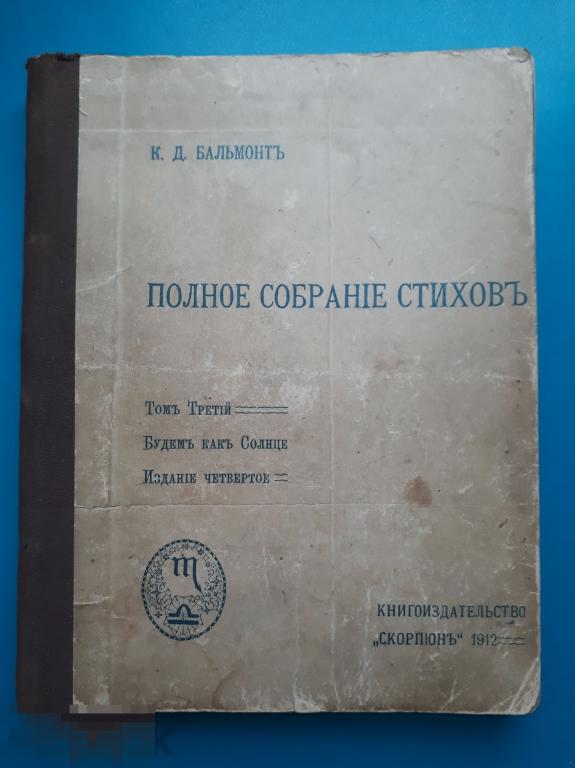 К. Д. БАЛЬМОНТЪ
ПОЛНОЕ СОБРАНІЕ СТИХОВЪ
ТОМЪ ТРЕТІЙ
БУДЕМЪ КАКЪ СОЛНЦЕ
ИЗДАНІЕ ЧЕТВЕРТОЕ
КНИГОИЗДАТЕЛЬСТВО
„СКОРПІОНЪ“ 1912